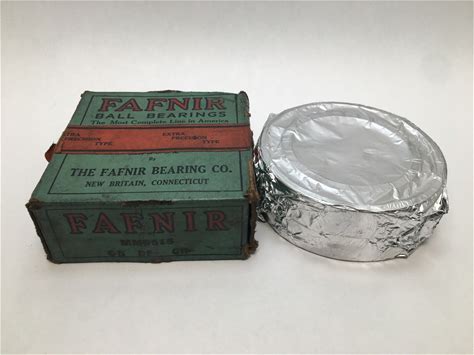 FAFNIR
BALL BEARINGS
The Most Complete Line in America
EXTRA PRECISION TYPE
EXTRA PRECISION TYPE
BY
THE FAFNIR BEARING CO.
NEW BRITAIN, CONNECTICUT
FAFNIR